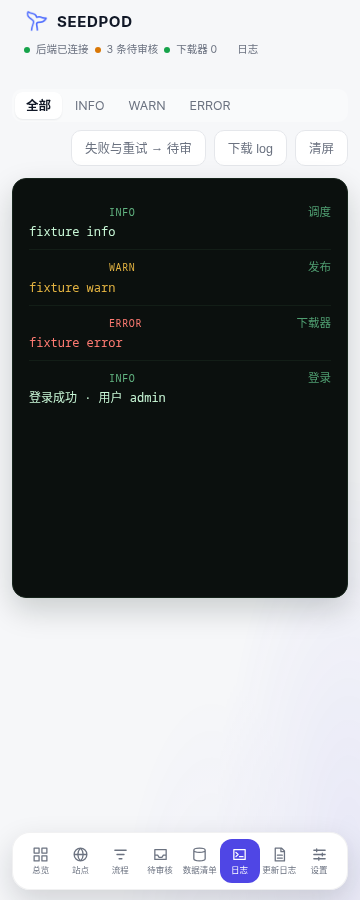 SEEDPOD
后端已连接 3 条待审核 下载器 0 日志
全部 INFO WARN ERROR
失败与重试 → 待审 下载 log 清屏
INFO 调度
fixture info
WARN 发布
fixture warn
ERROR 下载器
fixture error
INFO 登录
登录成功 · 用户 admin
总览 站点 流程 待审核 数据清单 日志 更新日志 设置